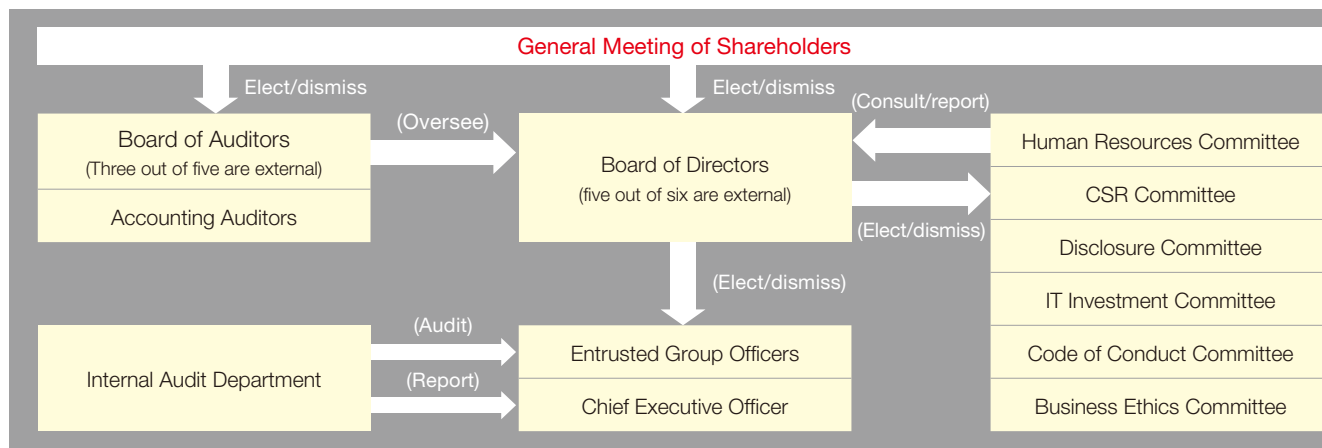 General Meeting of Shareholders
Elect/dismiss
Elect/dismiss
(Consult/report)
Board of Auditors
(Three out of five are external)
Accounting Auditors
(Oversee)
Board of Directors
(five out of six are external)
(Elect/dismiss)
Human Resources Committee
CSR Committee
Disclosure Committee
IT Investment Committee
Code of Conduct Committee
Business Ethics Committee
(Elect/dismiss)
Internal Audit Department
(Audit)
(Report)
Entrusted Group Officers
Chief Executive Officer